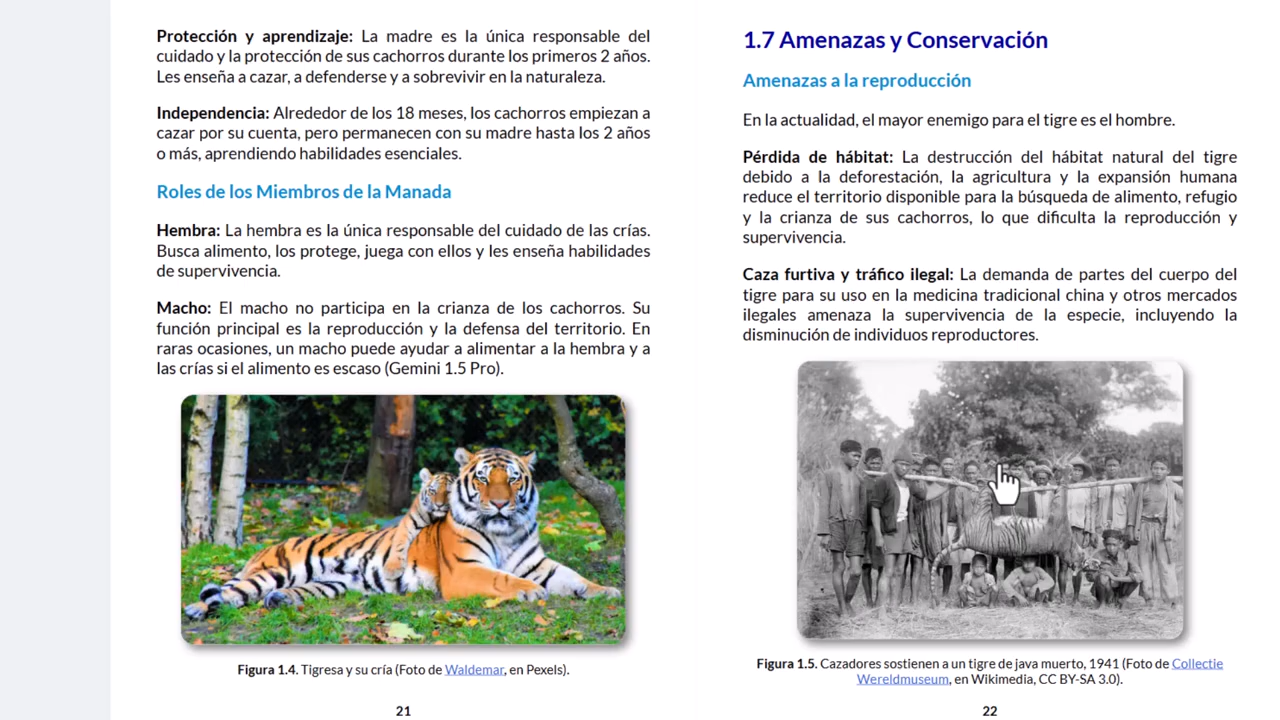 Protección y aprendizaje: La madre es la única responsable del
cuidado y la protección de sus cachorros durante los primeros 2 años.
Les enseña a cazar, a defenderse y a sobrevivir en la naturaleza.
Independencia: Alrededor de los 18 meses, los cachorros empiezan a
cazar por su cuenta, pero permanecen con su madre hasta los 2 años
o más, aprendiendo habilidades esenciales.
Roles de los Miembros de la Manada
Hembra: La hembra es la única responsable del cuidado de las crías.
Busca alimento, los protege, juega con ellos y les enseña habilidades
de supervivencia.
Macho: El macho no participa en la crianza de los cachorros. Su
función principal es la reproducción y la defensa del territorio. En
raras ocasiones, un macho puede ayudar a alimentar a la hembra y a
las crías si el alimento es escaso (Gemini 1.5 Pro).
Figura 1.4. Tigresa y su cría (Foto de Waldemar, en Pexels).
21
1.7 Amenazas y Conservación
Amenazas a la reproducción
En la actualidad, el mayor enemigo para el tigre es el hombre.
Pérdida de hábitat: La destrucción del hábitat natural del tigre
debido a la deforestación, la agricultura y la expansión humana
reduce el territorio disponible para la búsqueda de alimento, refugio
y la crianza de sus cachorros, lo que dificulta la reproducción y
supervivencia.
Caza furtiva y tráfico ilegal: La demanda de partes del cuerpo del
tigre para su uso en la medicina tradicional china y otros mercados
ilegales amenaza la supervivencia de la especie, incluyendo la
disminución de individuos reproductores.
Figura 1.5. Cazadores sostienen a un tigre de java muerto, 1941 (Foto de Collectie
Wereldmuseum, en Wikimedia, CC BY-SA 3.0).
22